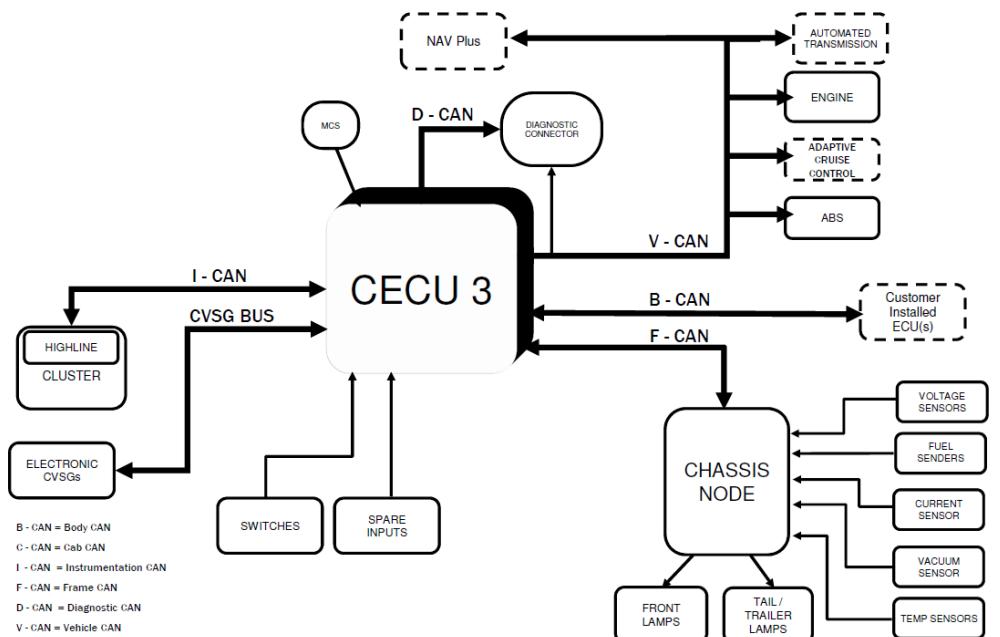 NAV Plus
AUTOMATED
TRANSMISSION
ENGINE
MCS
D - CAN
DIAGNOSTIC
CONNECTOR
ADAPTIVE
CRUISE
CONTROL
ABS
V - CAN
I - CAN
CECU 3
B - CAN
Customer
Installed
ECU(s)
CVSG BUS
F - CAN
HIGHLINE
CLUSTER
VOLTAGE
SENSORS
FUEL
SENDERS
ELECTRONIC
CVSGs
CHASSIS
NODE
CURRENT
SENSOR
SWITCHES
SPARE
INPUTS
VACUUM
SENSOR
FRONT
LAMPS
TAIL /
TRAILER
LAMPS
TEMP SENSORS
B - CAN = Body CAN
C - CAN = Cab CAN
I - CAN = Instrumentation CAN
F - CAN = Frame CAN
D - CAN = Diagnostic CAN
V - CAN = Vehicle CAN